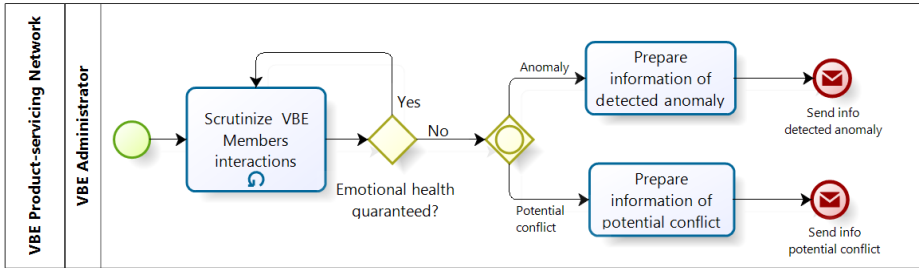 VBE Product-servicing Network
VBE Administrator
Scrutinize VBE
Members
interactions
Yes
No
Emotional health
quaranteed?
Anomaly
Potential
conflict
Prepare
information of
detected anomaly
Send info
detected anomaly
Prepare
information of
potential conflict
Send info
potential conflict